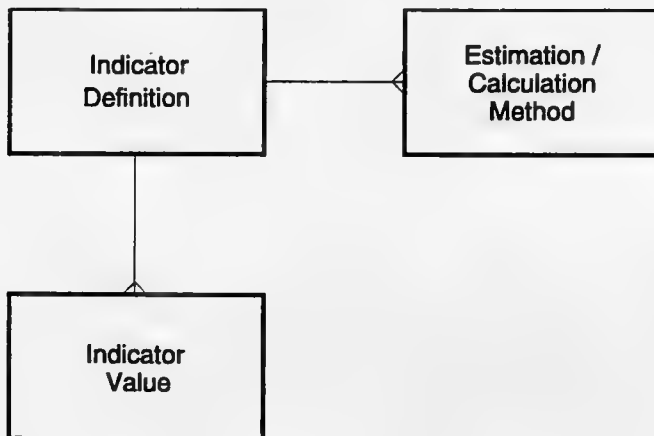 Indicator
Definition
Estimation /
Calculation
Method
Indicator
Value